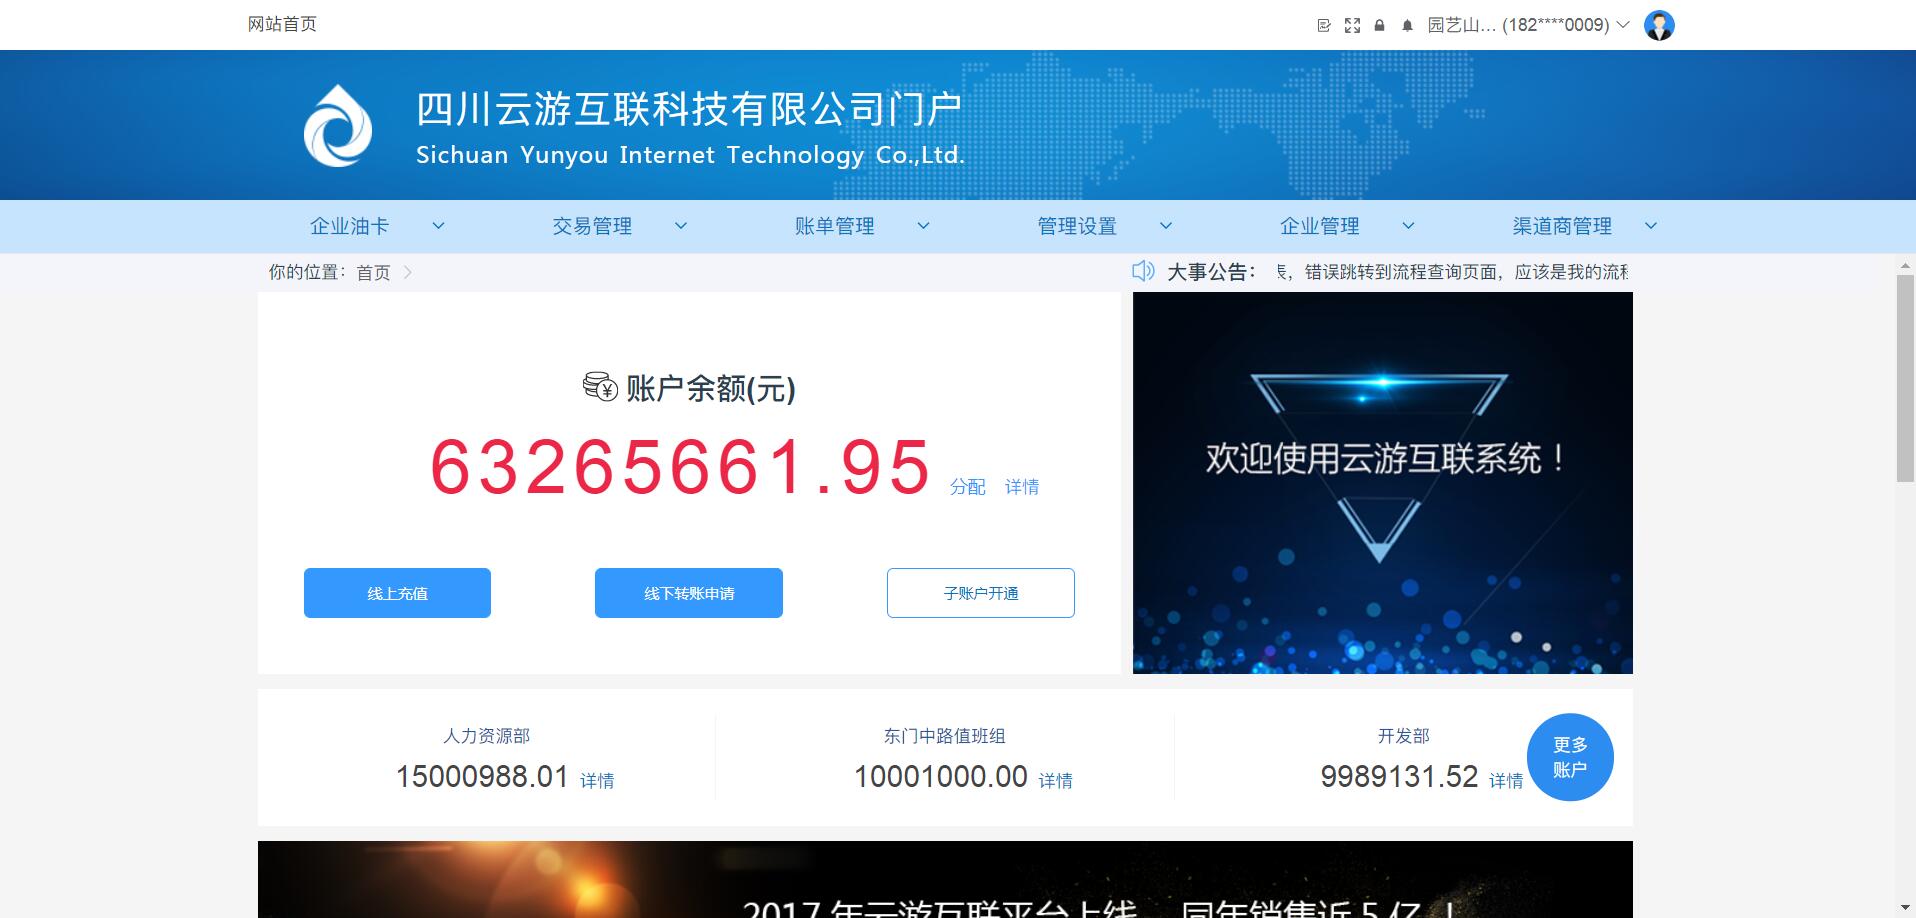 网站首页
园艺山... (182****0009)
四川云游互联科技有限公司门户
Sichuan Yunyou Internet Technology Co.,Ltd.
企业油卡 交易管理 账单管理 管理设置 企业管理 渠道商管理
你的位置： 首页
大事公告： 表，错误跳转到流程查询页面，应该是我的流程
账户余额(元)
63265661.95 分配 详情
线上充值 线下转账申请 子账户开通
欢迎使用云游互联系统！
人力资源部
15000988.01 详情
东门中路值班组
10001000.00 详情
开发部
9989131.52 详情
更多
账户
2017 年云游互联平台上线， 同年销售近 5 亿 ！